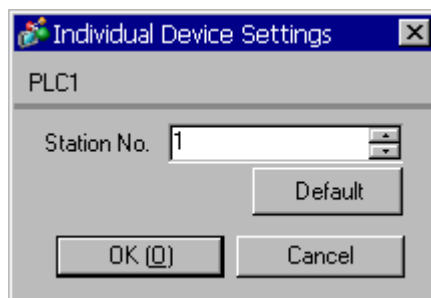 Individual Device Settings
PLC1
Station No. 1
Default
OK (O) Cancel